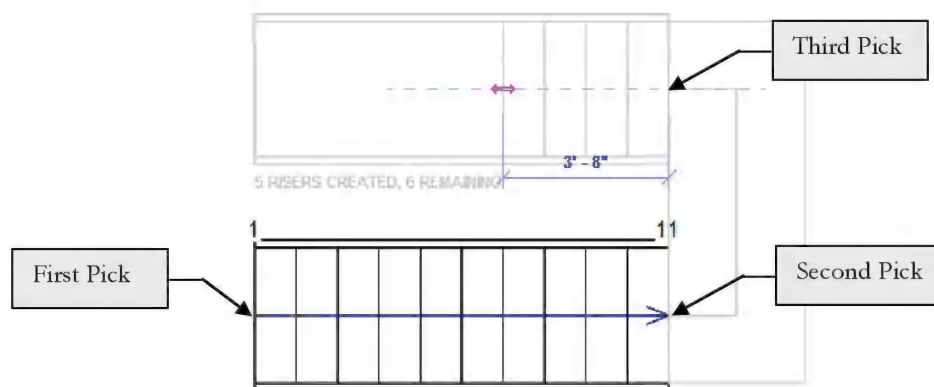 Third Pick
3' - 8"
5 RISERS CREATED, 6 REMAINING
1 11
First Pick
Second Pick